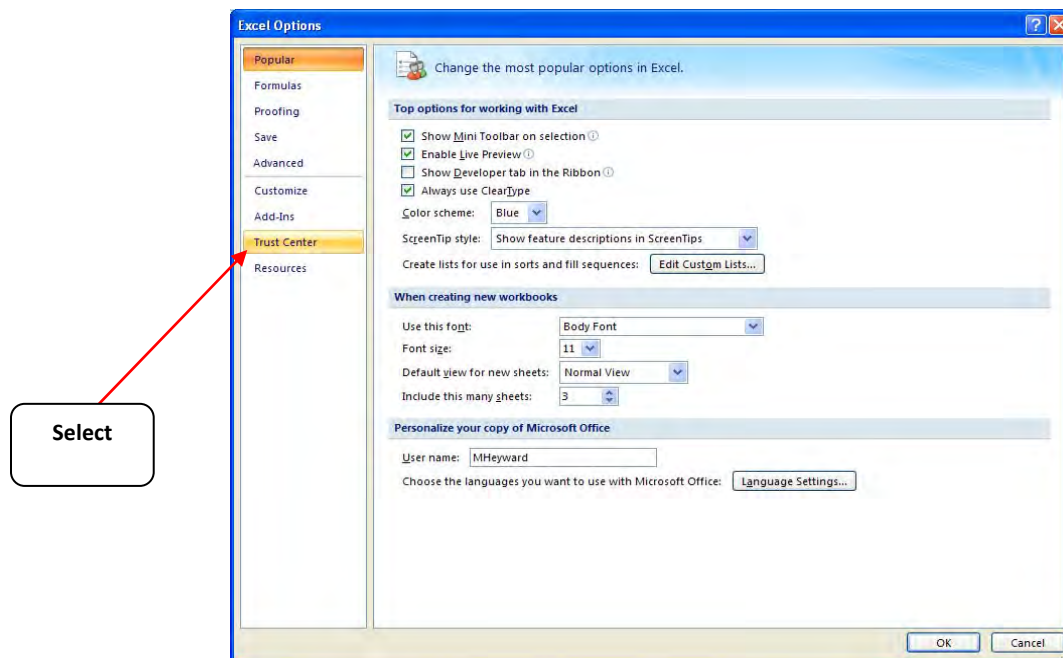 Excel Options
Popular
Formulas
Proofing
Save
Advanced
Customize
Add-Ins
Trust Center
Resources
Change the most popular options in Excel.
Top options for working with Excel
Show Mini Toolbar on selection
Enable Live Preview
Show Developer tab in the Ribbon
Always use ClearType
Color scheme: Blue
ScreenTip style: Show feature descriptions in ScreenTips
Create lists for use in sorts and fill sequences: Edit Custom Lists...
When creating new workbooks
Use this font: Body Font
Font size: 11
Default view for new sheets: Normal View
Include this many sheets: 3
Personalize your copy of Microsoft Office
User name: MHeyward
Choose the languages you want to use with Microsoft Office: Language Settings...
OK Cancel
Select